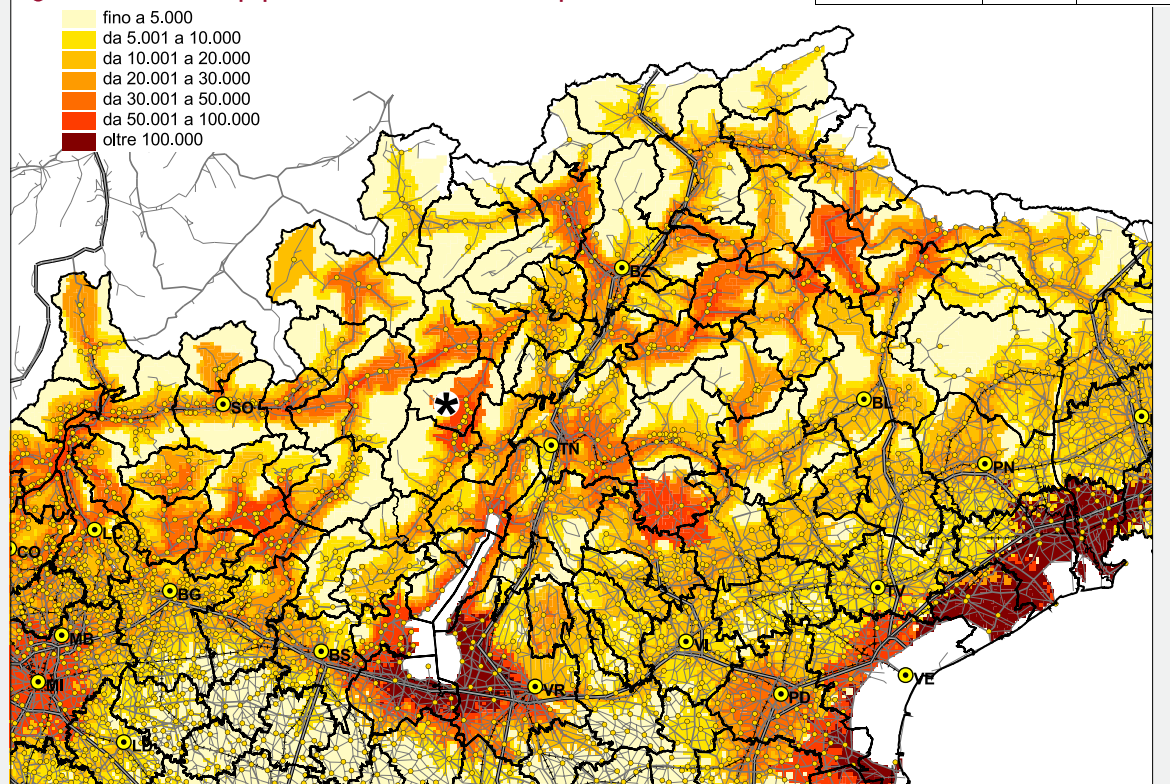 fino a 5.000
da 5.001 a 10.000
da 10.001 a 20.000
da 20.001 a 30.000
da 30.001 a 50.000
da 50.001 a 100.000
oltre 100.000
BZ
SO
BL
TN
PN
LC
CO
BG
TV
MB
VI
BS
MI
VE
VR
PD
LO
*